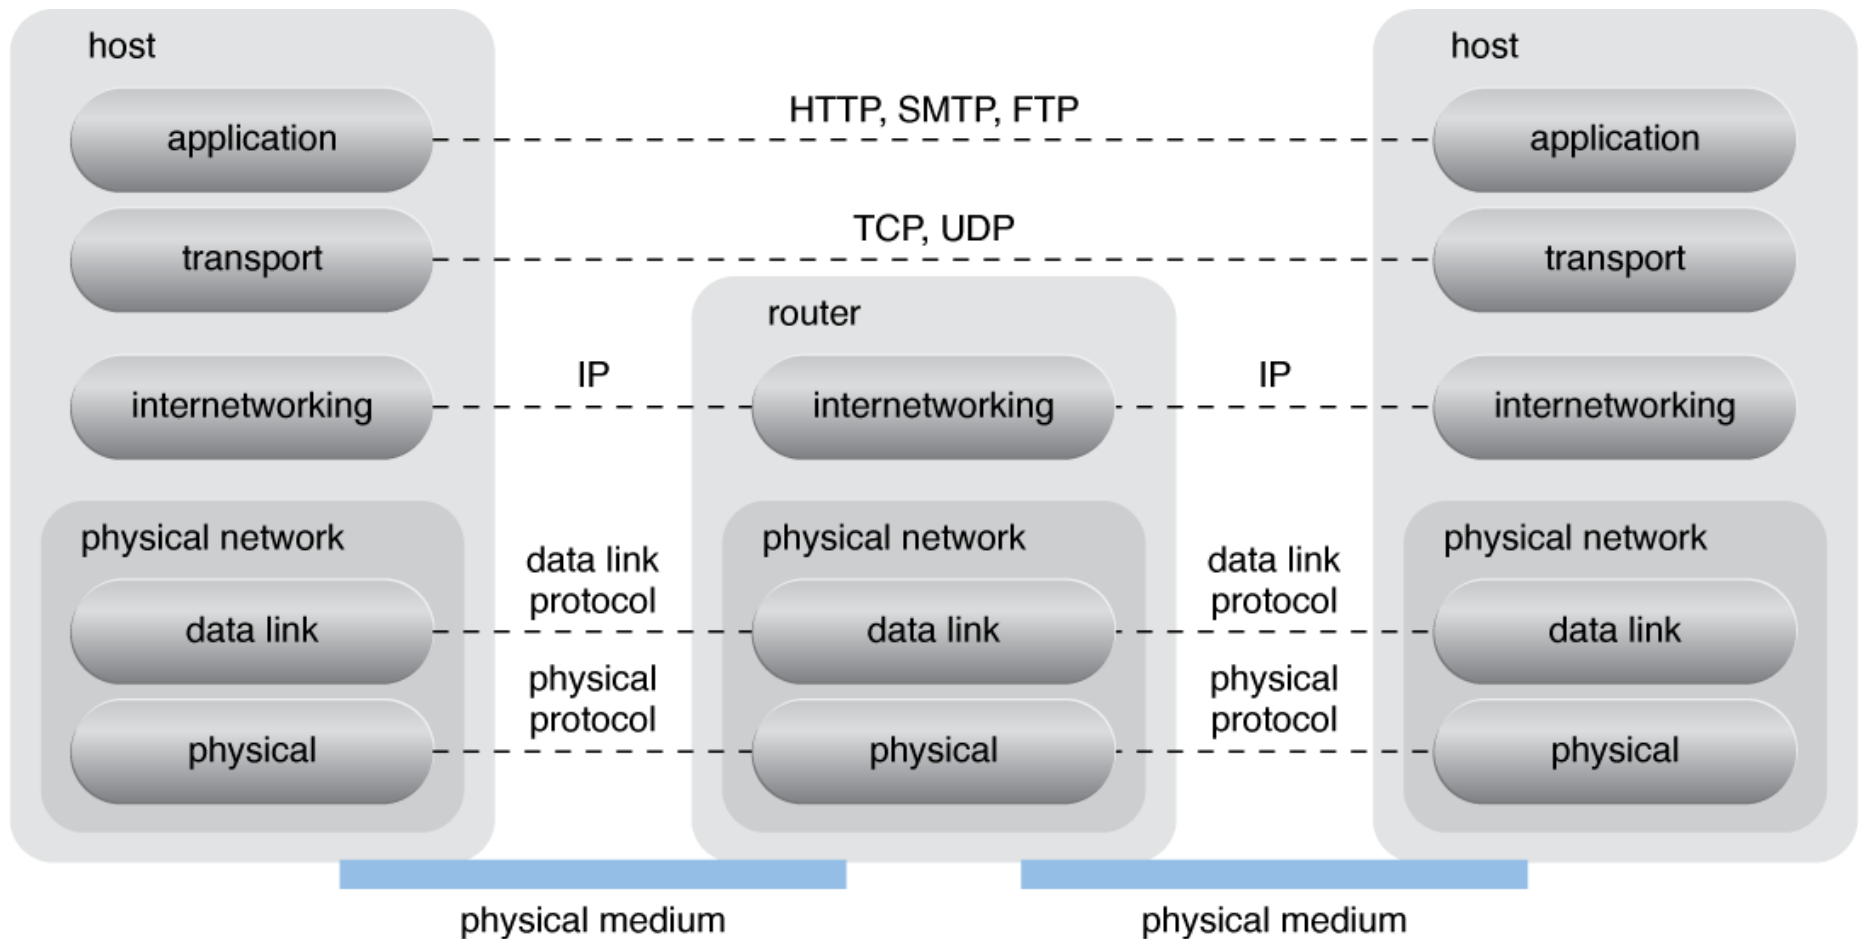 host
host
HTTP, SMTP, FTP
application
application
TCP, UDP
transport
transport
router
IP
IP
internetworking
internetworking
internetworking
physical network
physical network
physical network
data link
protocol
data link
protocol
data link
data link
data link
physical
protocol
physical
protocol
physical
physical
physical
physical medium
physical medium